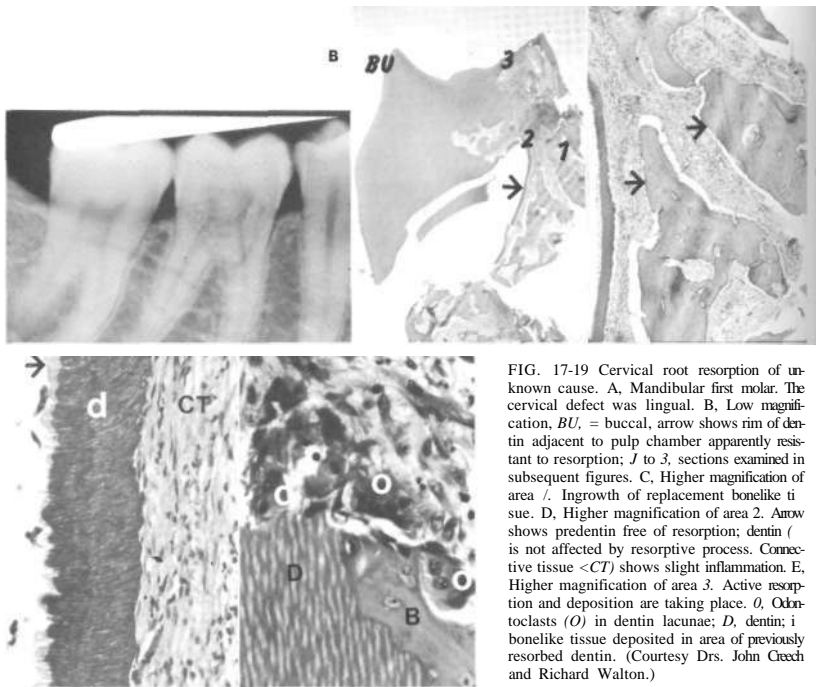 B
BU
3
2
1
d
CT
O
O
D
B
O
FIG. 17-19 Cervical root resorption of un-
known cause. A, Mandibular first molar. The
cervical defect was lingual. B, Low magnifi-
cation, BU, = buccal, arrow shows rim of den-
tin adjacent to pulp chamber apparently resis-
tant to resorption; J to 3, sections examined in
subsequent figures. C, Higher magnification of
area /. Ingrowth of replacement bonelike ti
sue. D, Higher magnification of area 2. Arrow
shows predentin free of resorption; dentin (
is not affected by resorptive process. Connec-
tive tissue <CT) shows slight inflammation. E,
Higher magnification of area 3. Active resorp-
tion and deposition are taking place. 0, Odon-
toclasts (O) in dentin lacunae; D, dentin; i
bonelike tissue deposited in area of previously
resorbed dentin. (Courtesy Drs. John Creech
and Richard Walton.)